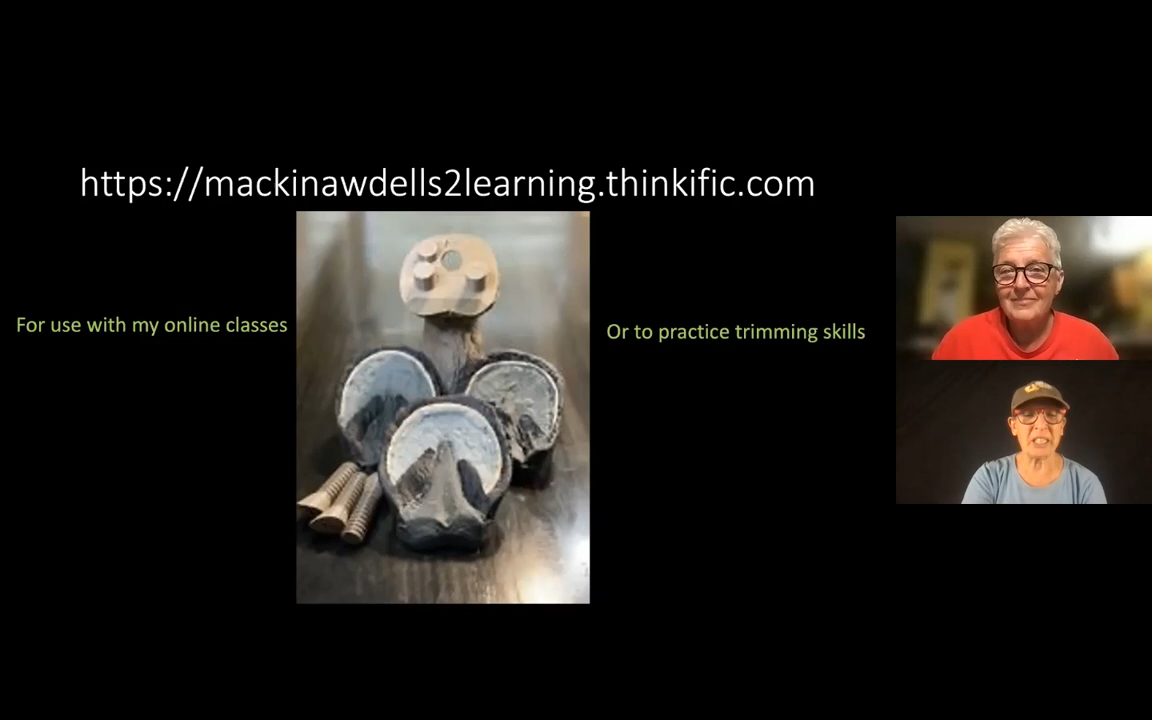 https://mackinawdells2learning.thinkific.com
For use with my online classes
Or to practice trimming skills